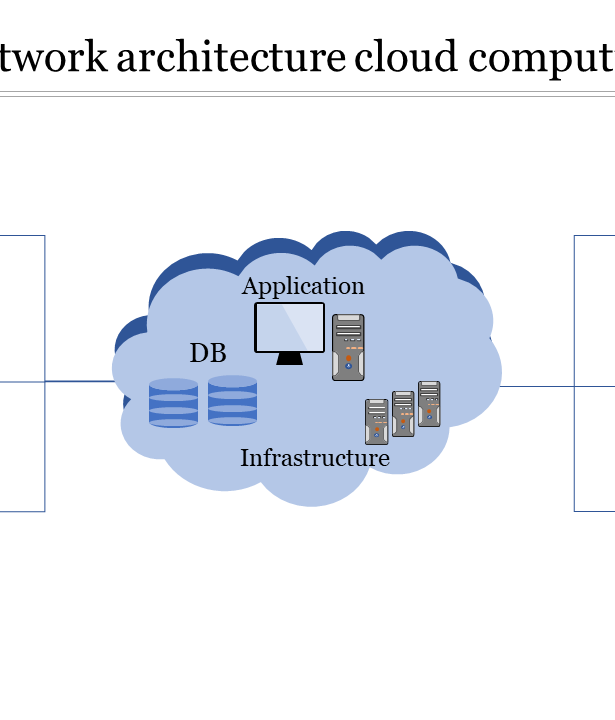 twork architecture cloud comput
Application
DB
Infrastructure